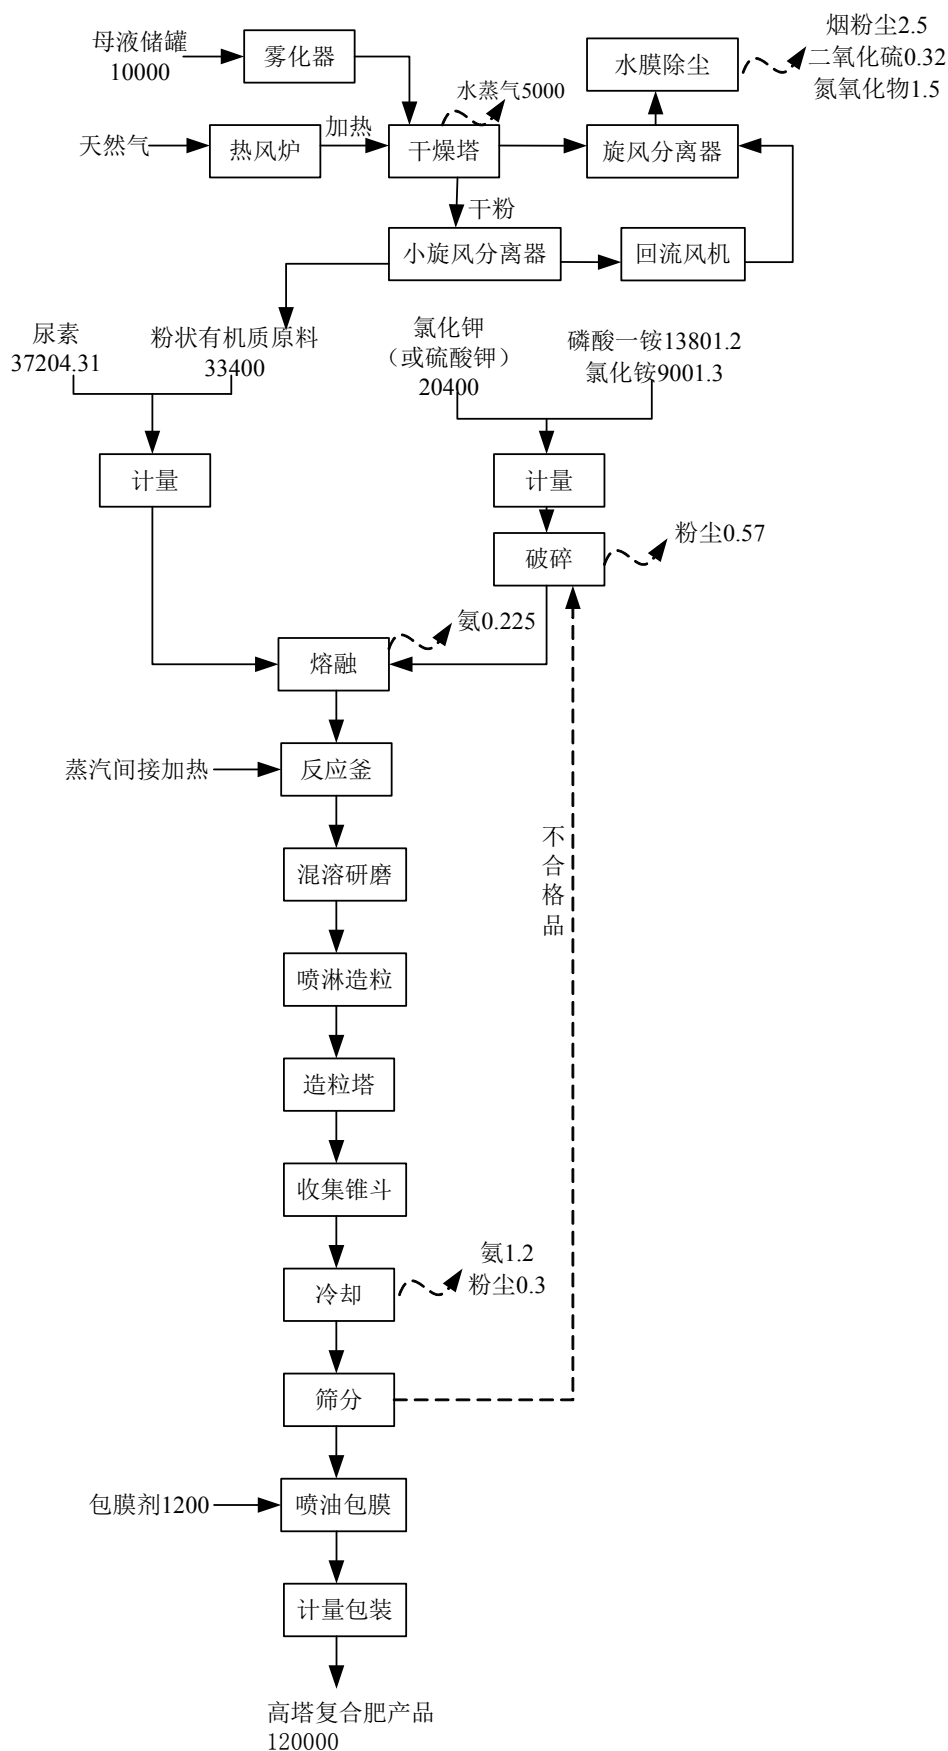 母液储罐
10000
雾化器
水膜除尘
烟粉尘2.5
二氧化硫0.32
氮氧化物1.5
水蒸气5000
天然气
热风炉
加热
干燥塔
旋风分离器
干粉
小旋风分离器
回流风机
尿素
37204.31
粉状有机质原料
33400
氯化钾
（或硫酸钾）
20400
磷酸一铵13801.2
氯化铵9001.3
计量
计量
破碎
粉尘0.57
氨0.225
熔融
蒸汽间接加热
反应釜
不合格品
混溶研磨
喷淋造粒
造粒塔
收集锥斗
冷却
氨1.2
粉尘0.3
筛分
包膜剂1200
喷油包膜
计量包装
高塔复合肥产品
120000